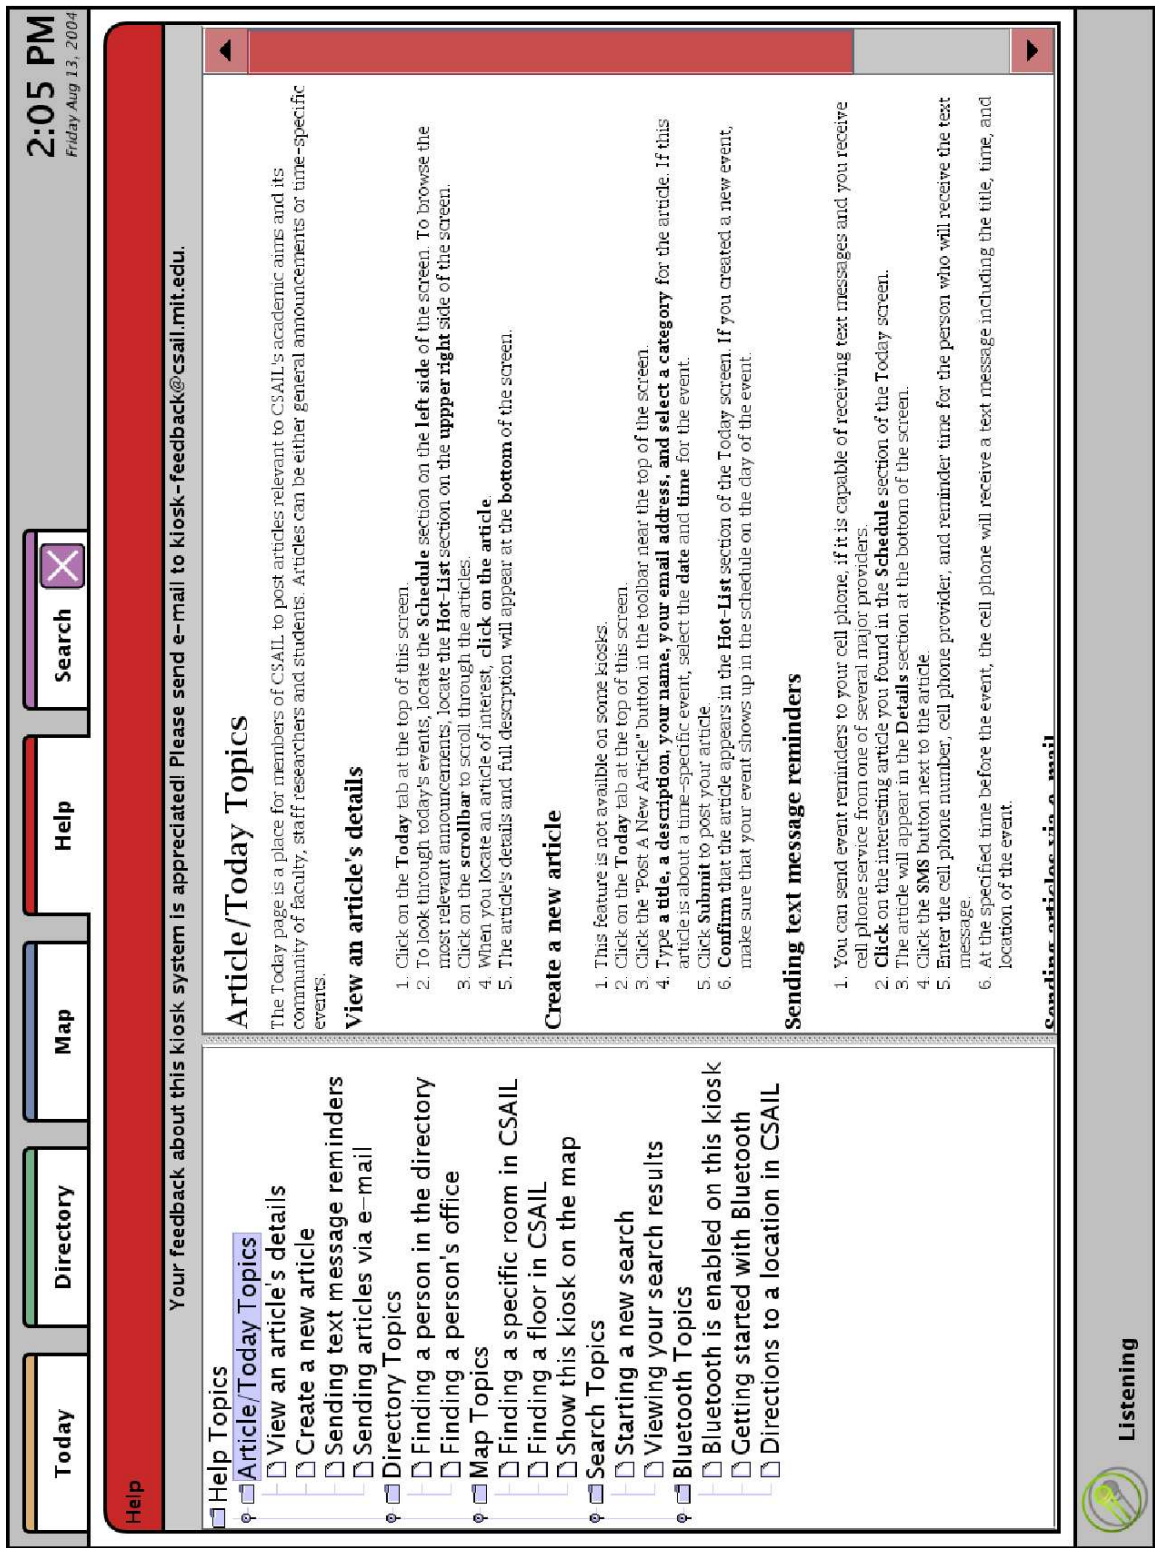 Today
Directory
Map
Help
Search
2:05 PM
Friday Aug 13, 2004
Help
Your feedback about this kiosk system is appreciated! Please send e-mail to kiosk-feedback@csail.mit.edu.
Help Topics
Article/Today Topics
View an article's details
Create a new article
Sending text message reminders
Sending articles via e-mail
Directory Topics
Finding a person in the directory
Finding a person's office
Map Topics
Finding a specific room in CSAIL
Finding a floor in CSAIL
Show this kiosk on the map
Search Topics
Starting a new search
Viewing your search results
Bluetooth Topics
Bluetooth is enabled on this kiosk
Getting started with Bluetooth
Directions to a location in CSAIL
Article/Today Topics
The Today page is a place for members of CSAIL to post articles relevant to CSAIL's academic aims and its
community of faculty, staff researchers and students. Articles can be either general announcements or time-specific
events.
View an article's details
1. Click on the Today tab at the top of this screen.
2. To look through today's events, locate the Schedule section on the left side of the screen. To browse the
most relevant announcements, locate the Hot-List section on the uppper right side of the screen.
3. Click on the scrollbar to scroll through the articles.
4. When you locate an article of interest, click on the article.
5. The article's details and full description will appear at the bottom of the screen.
Create a new article
1. This feature is not availble on some kiosks.
2. Click on the Today tab at the top of this screen.
3. Click the "Post A New Article" button in the toolbar near the top of the screen.
4. Type a title, a description, your name, your email address, and select a category for the article. If this
article is about a time-specific event, select the date and time for the event.
5. Click Submit to post your article.
6. Confirm that the article appears in the Hot-List section of the Today screen. If you created a new event,
make sure that your event shows up in the schedule on the day of the event.
Sending text message reminders
1. You can send event reminders to your cell phone, if it is capable of receiving text messages and you receive
cell phone service from one of several major providers.
2. Click on the interesting article you found in the Schedule section of the Today screen.
3. The article will appear in the Details section at the bottom of the screen.
4. Click the SMS button next to the article.
5. Enter the cell phone number, cell phone provider, and reminder time for the person who will receive the text
message.
6. At the specified time before the event, the cell phone will receive a text message including the title, time, and
location of the event.
Sending articles via e-mail
Listening